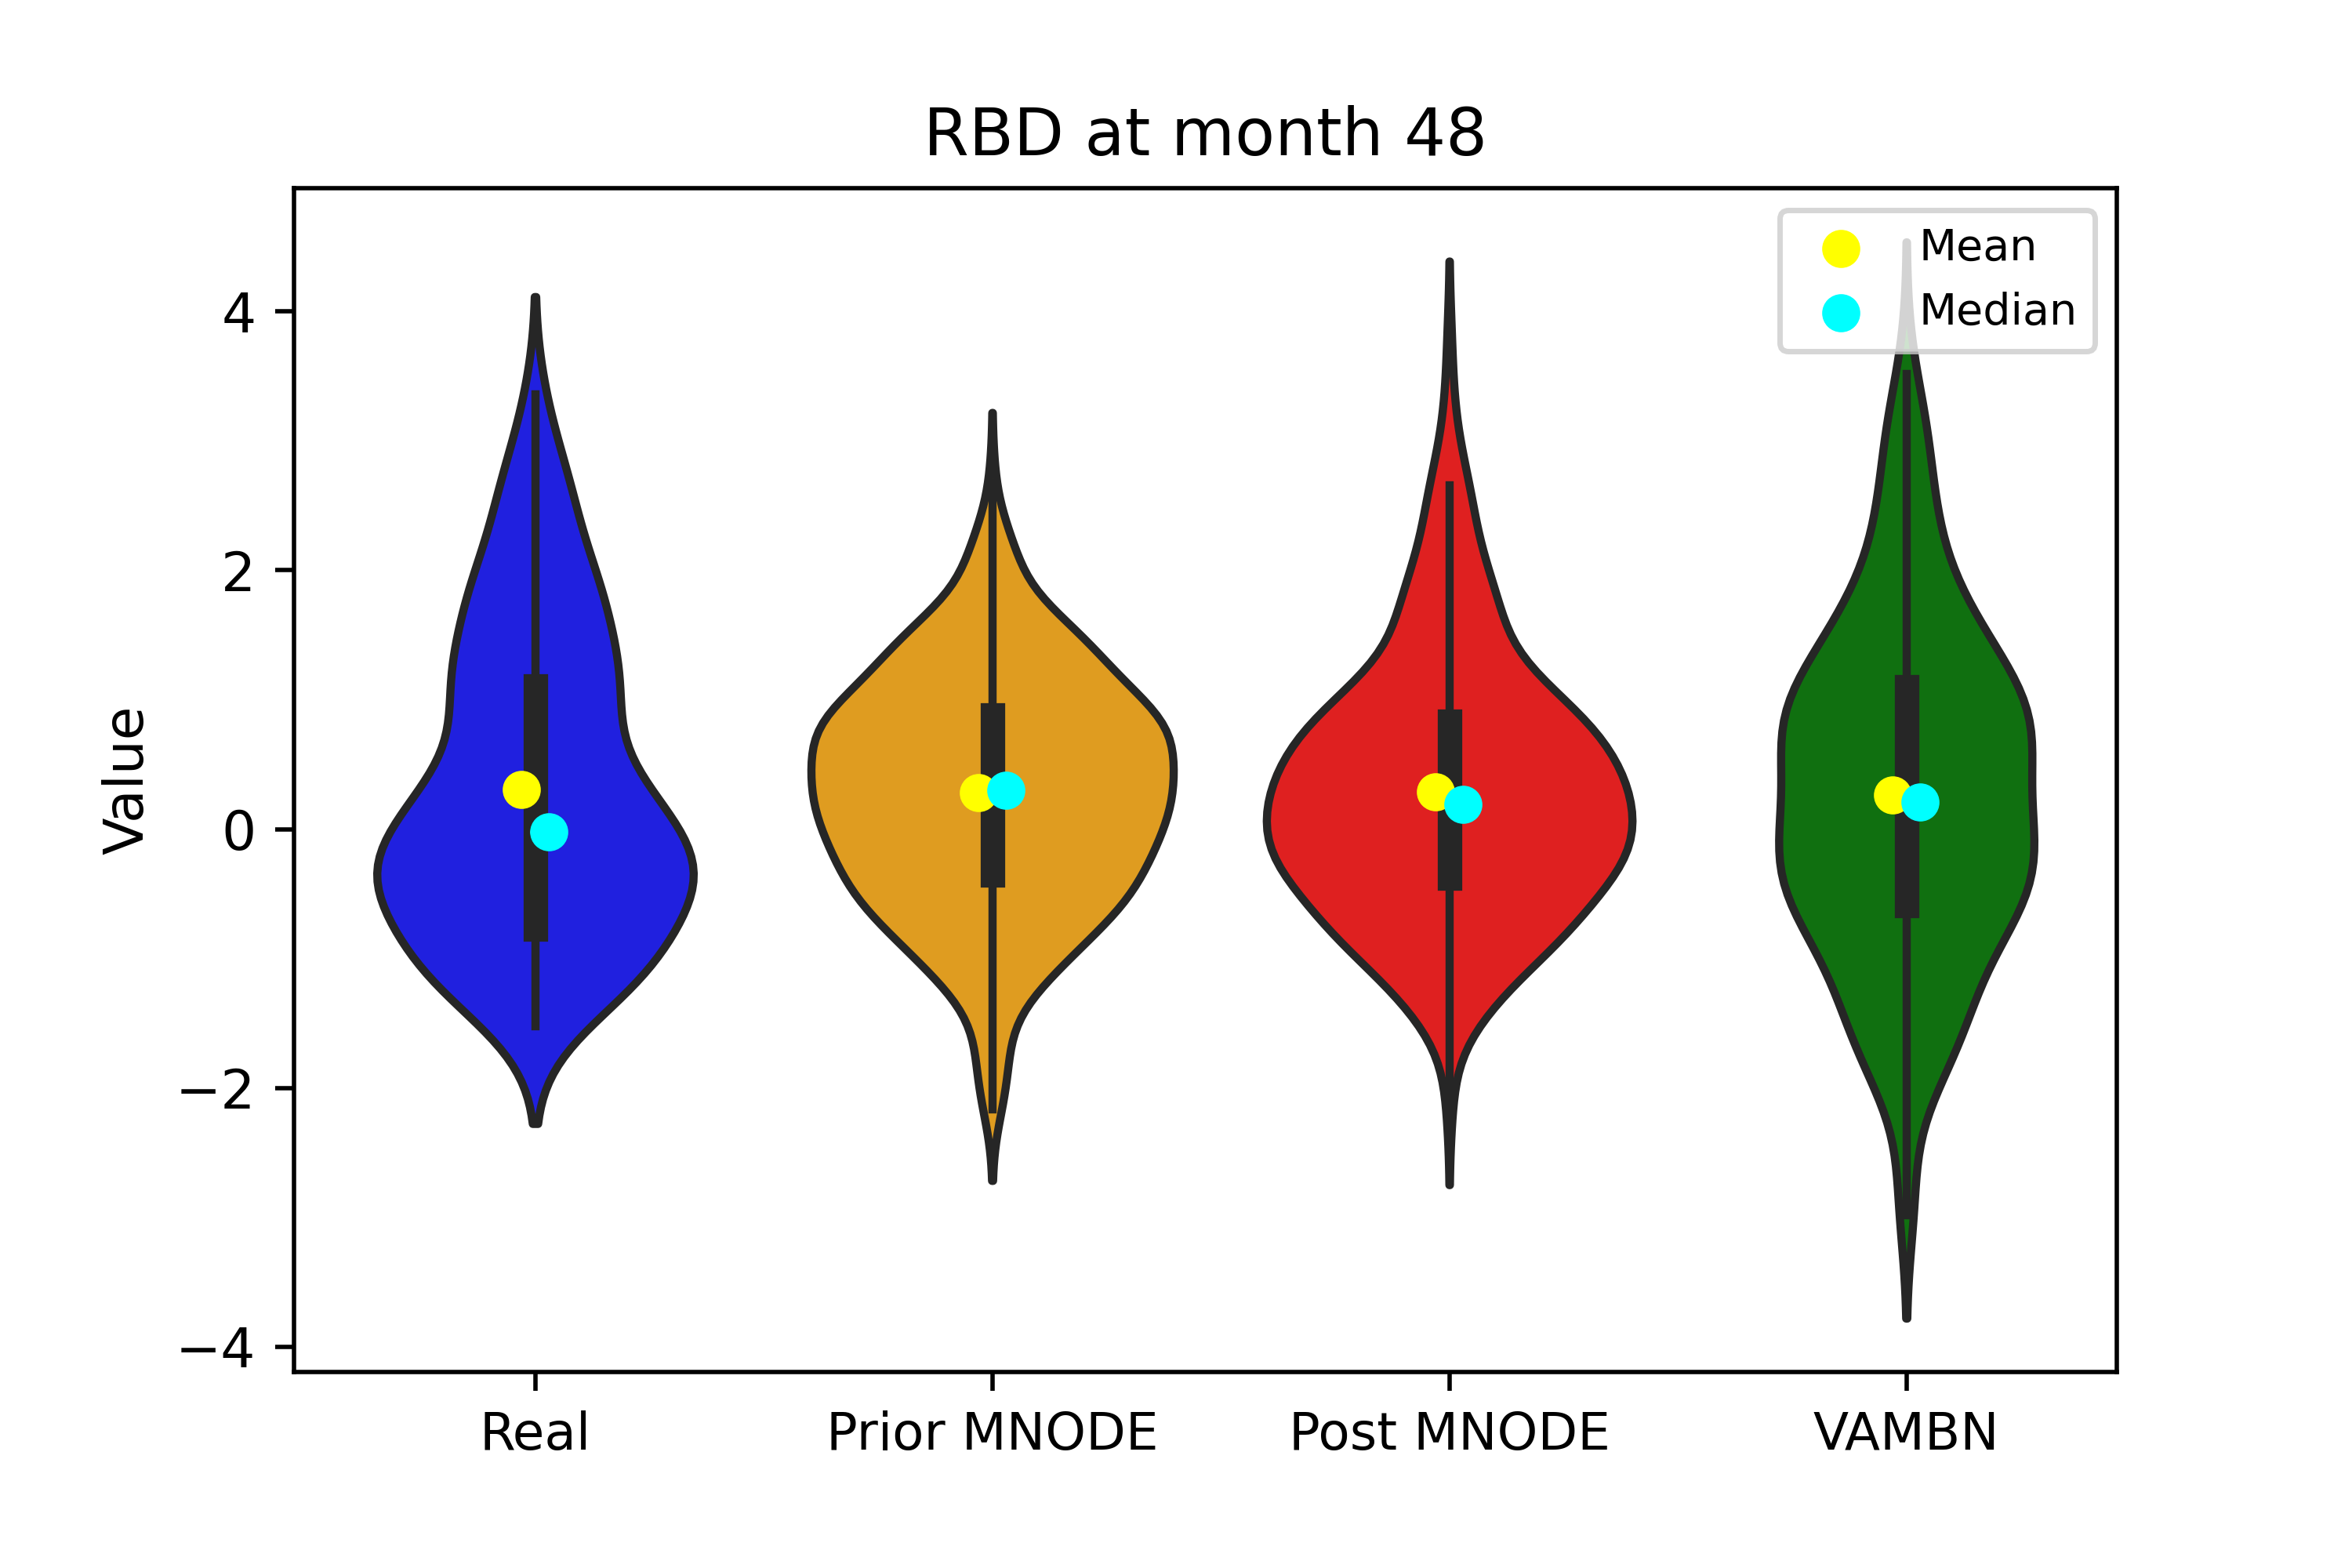 RBD at month 48
Mean
Median
Value
4
2
0
−2
−4
Real
Prior MNODE
Post MNODE
VAMBN